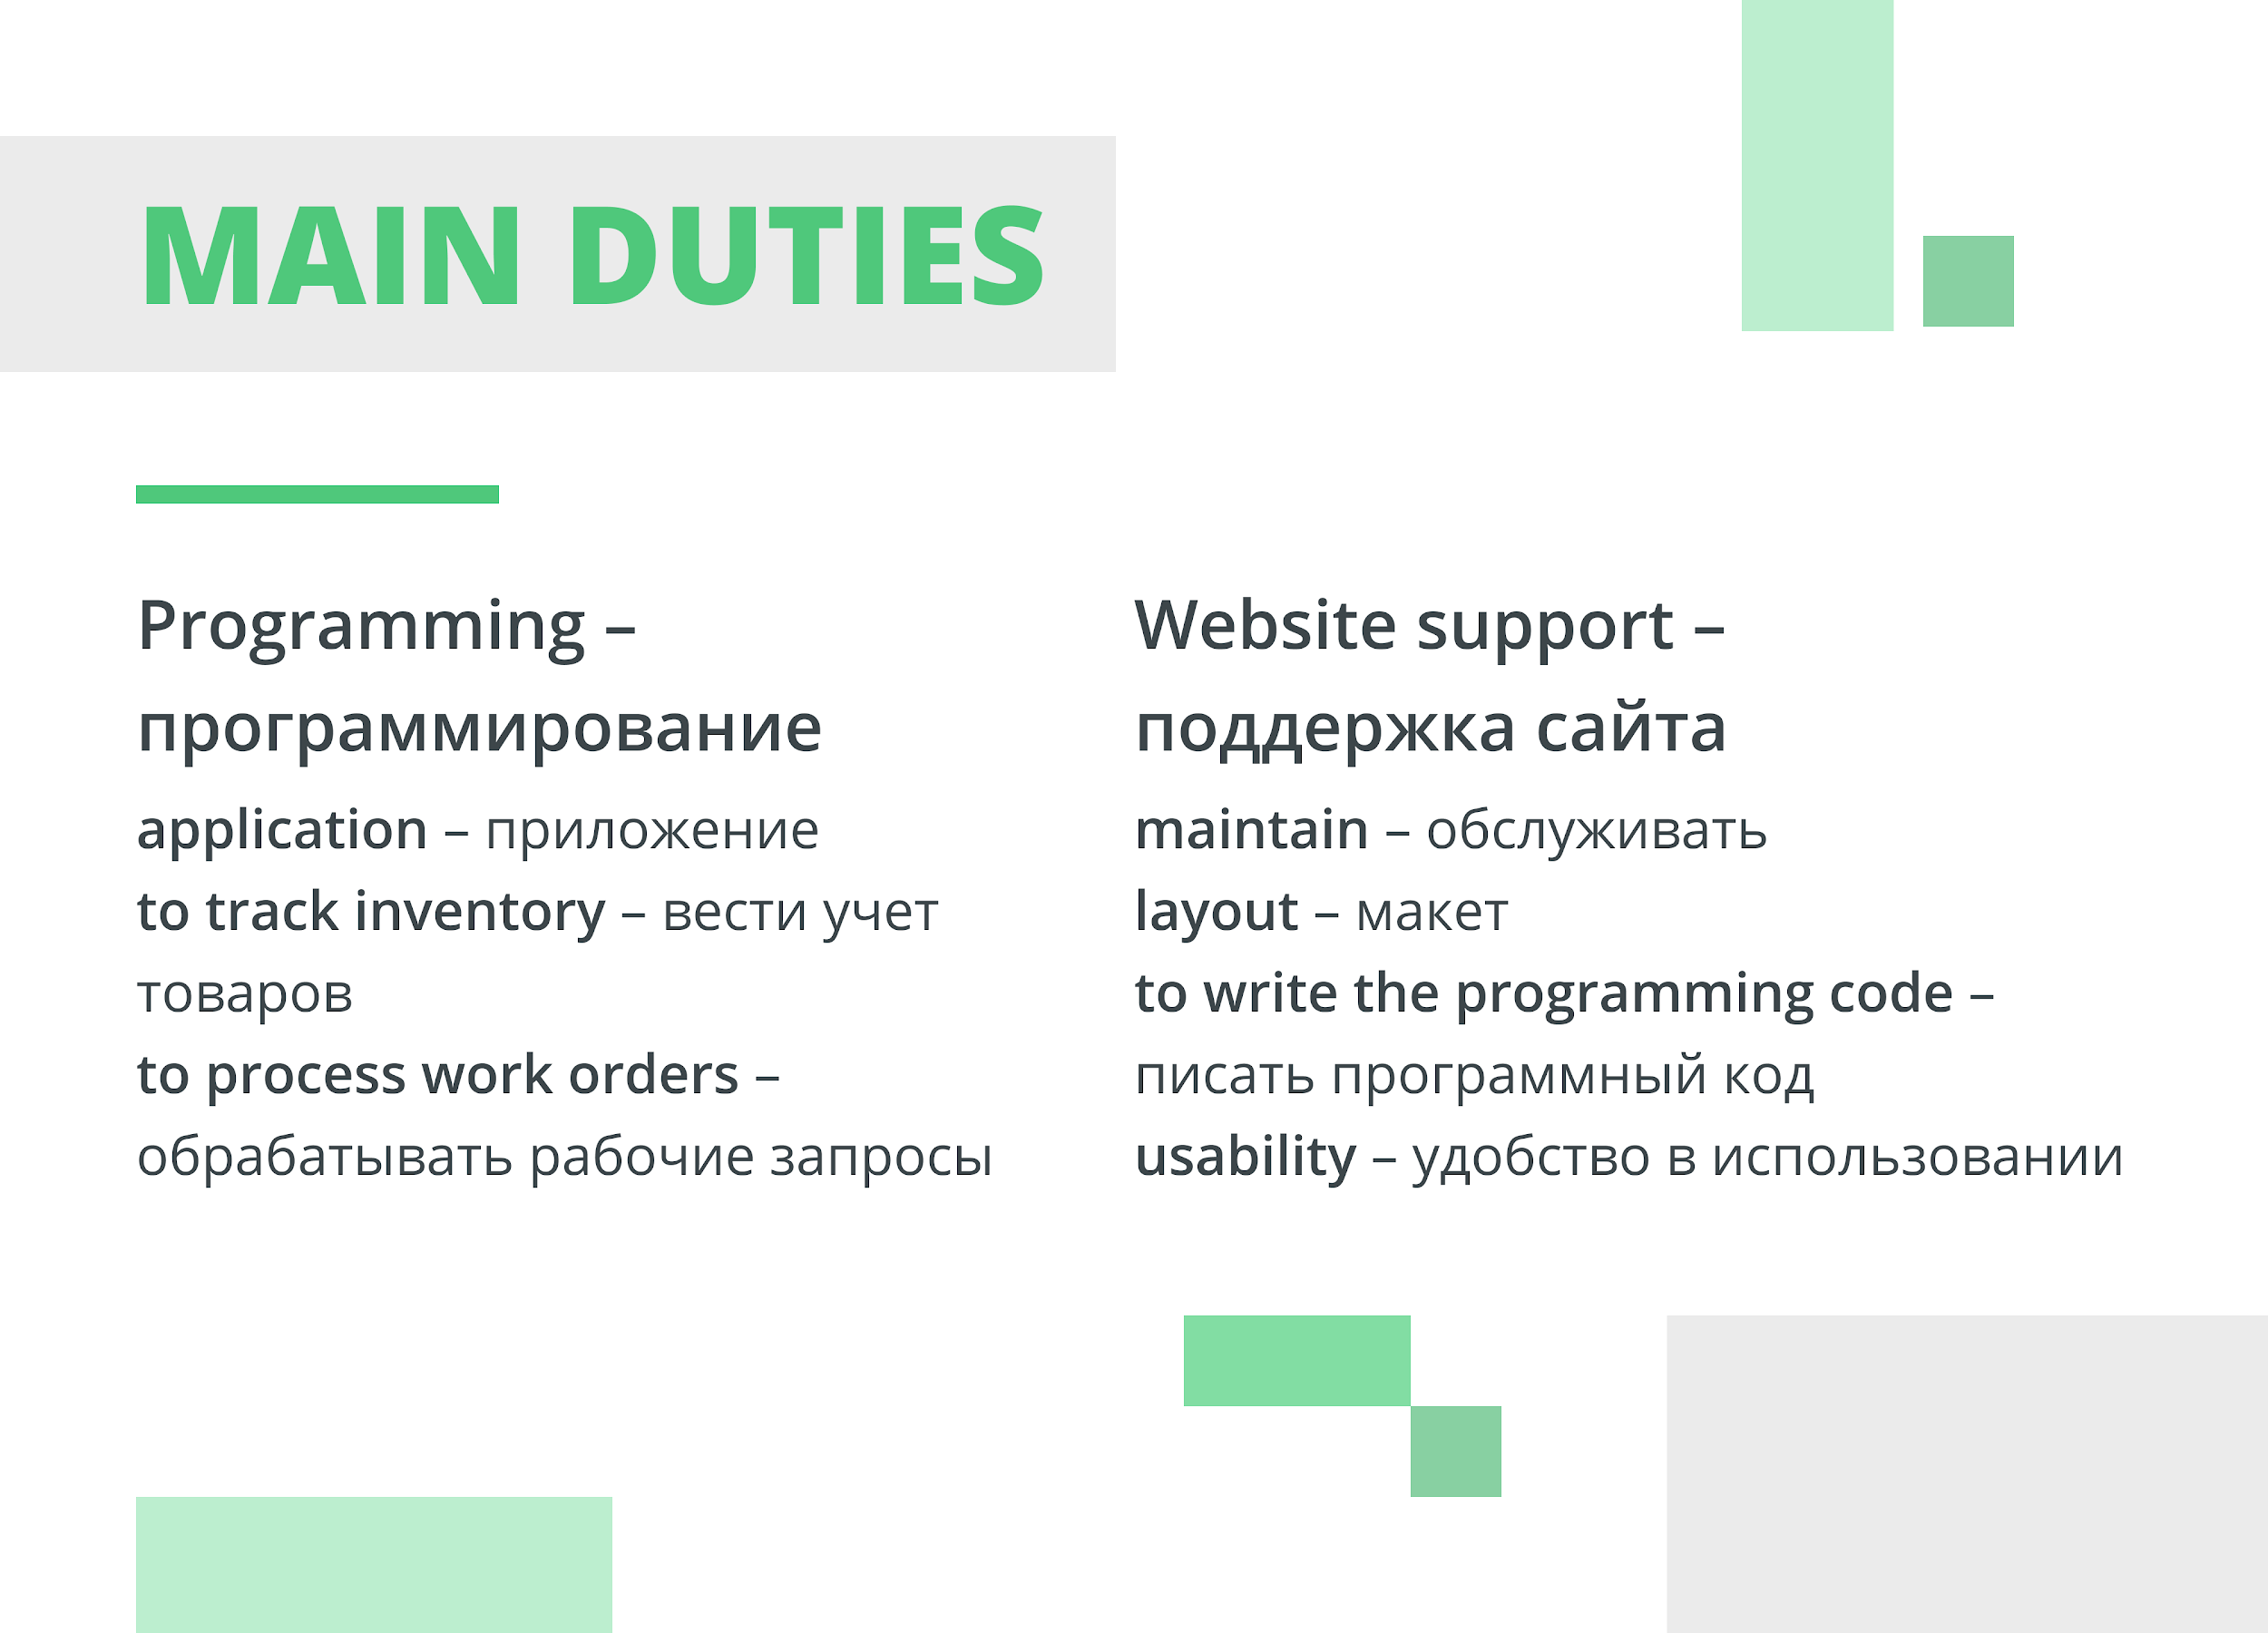 MAIN DUTIES
Programming –
программирование
application – приложение
to track inventory – вести учет
товаров
to process work orders –
обрабатывать рабочие запросы
Website support –
поддержка сайта
maintain – обслуживать
layout – макет
to write the programming code –
писать программный код
usability – удобство в использовании